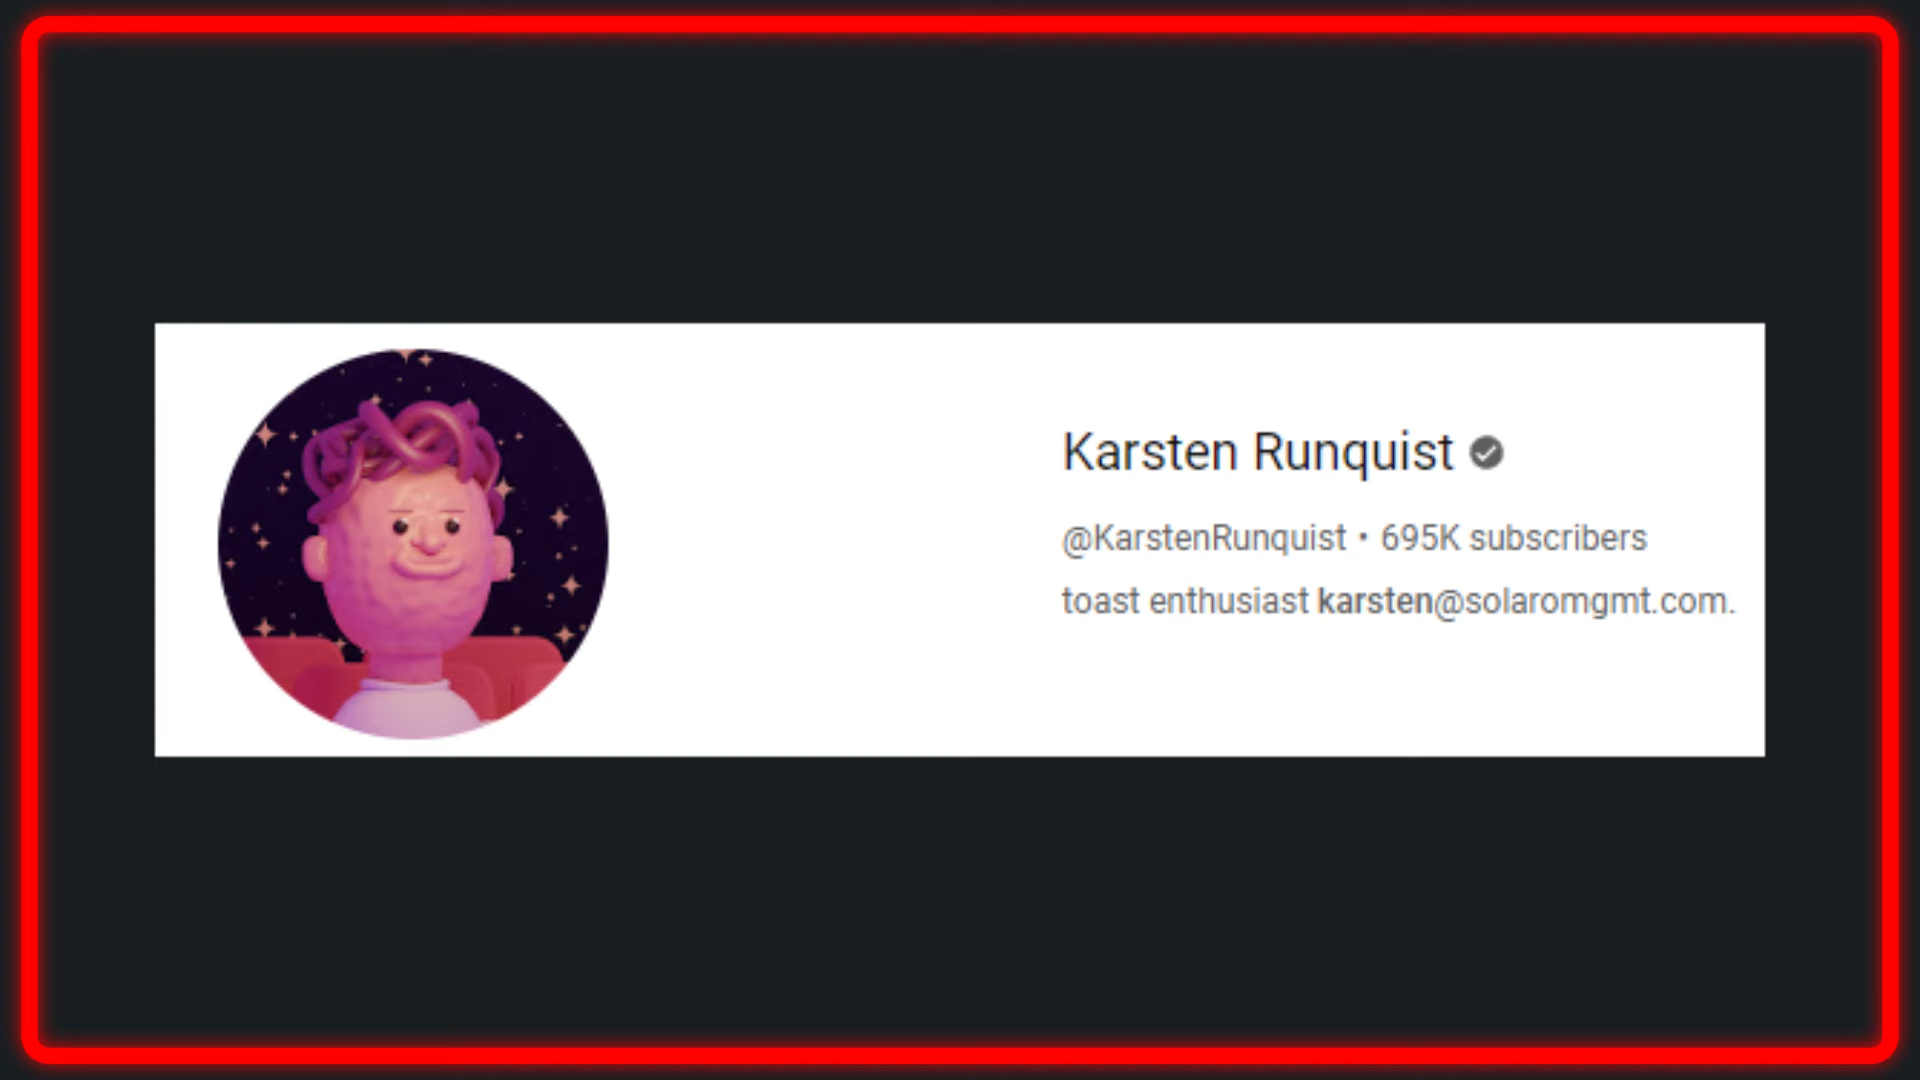 Karsten Runquist
@KarstenRunquist • 695K subscribers
toast enthusiast karsten@solaromgmt.com.